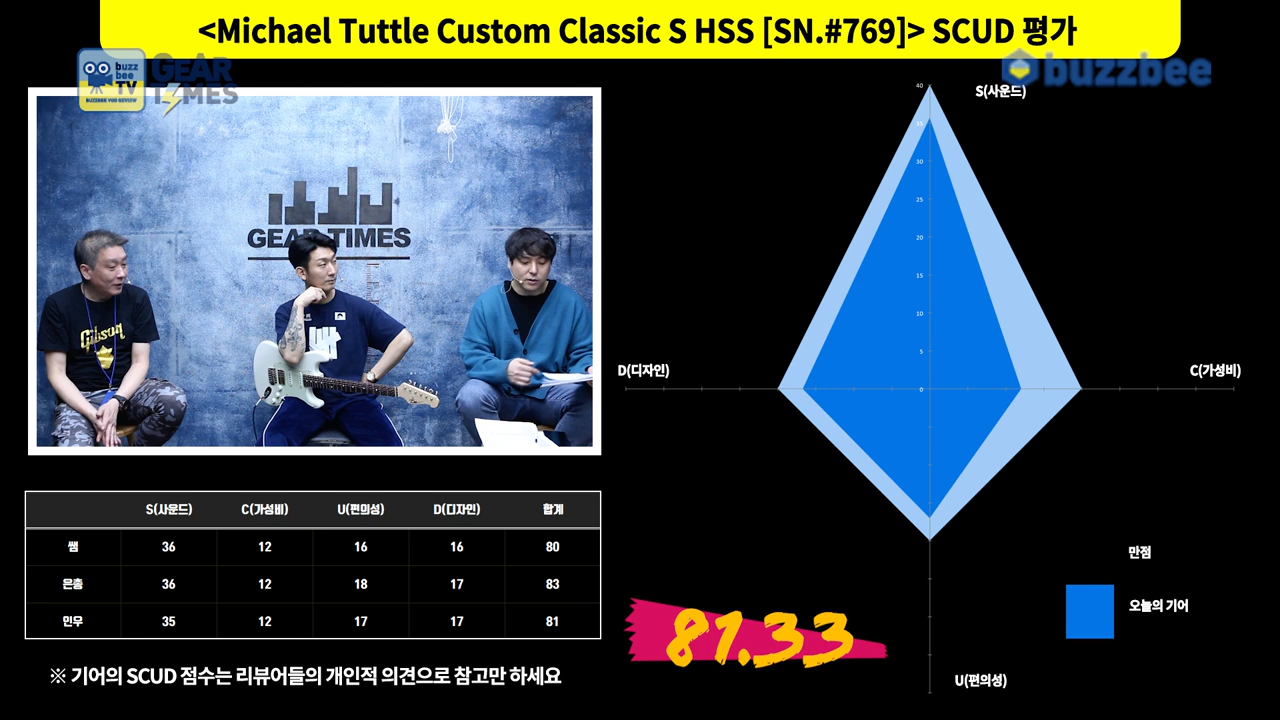 <Michael Tuttle Custom Classic S HSS [SN.#769]> SCUD 평가
buzz bee TV
BUZZBEE YOU REVIEW
GEAR TIMES
buzzbee
GEAR TIMES
Gibson
S(사운드)
40
35
30
25
20
15
10
5
0
D(디자인)
C(가성비)
U(편의성)
만점
오늘의 기어
S(사운드) C(가성비) U(편의성) D(디자인) 합계
쌤 36 12 16 16 80
은총 36 12 18 17 83
민우 35 12 17 17 81
81.33
※ 기어의 SCUD 점수는 리뷰어들의 개인적 의견으로 참고만 하세요